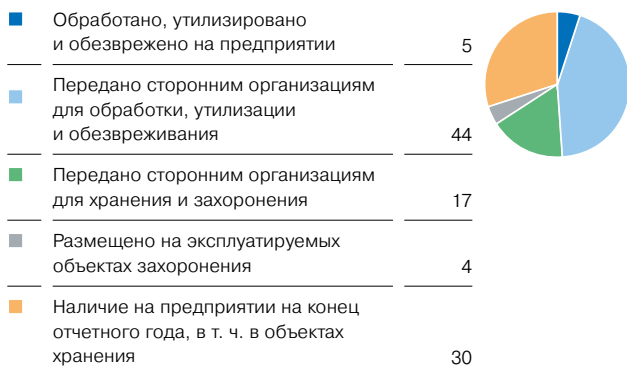 Обработано, утилизировано
и обезврежено на предприятии 5
Передано сторонним организациям
для обработки, утилизации
и обезвреживания 44
Передано сторонним организациям
для хранения и захоронения 17
Размещено на эксплуатируемых
объектах захоронения 4
Наличие на предприятии на конец
отчетного года, в т. ч. в объектах
хранения 30